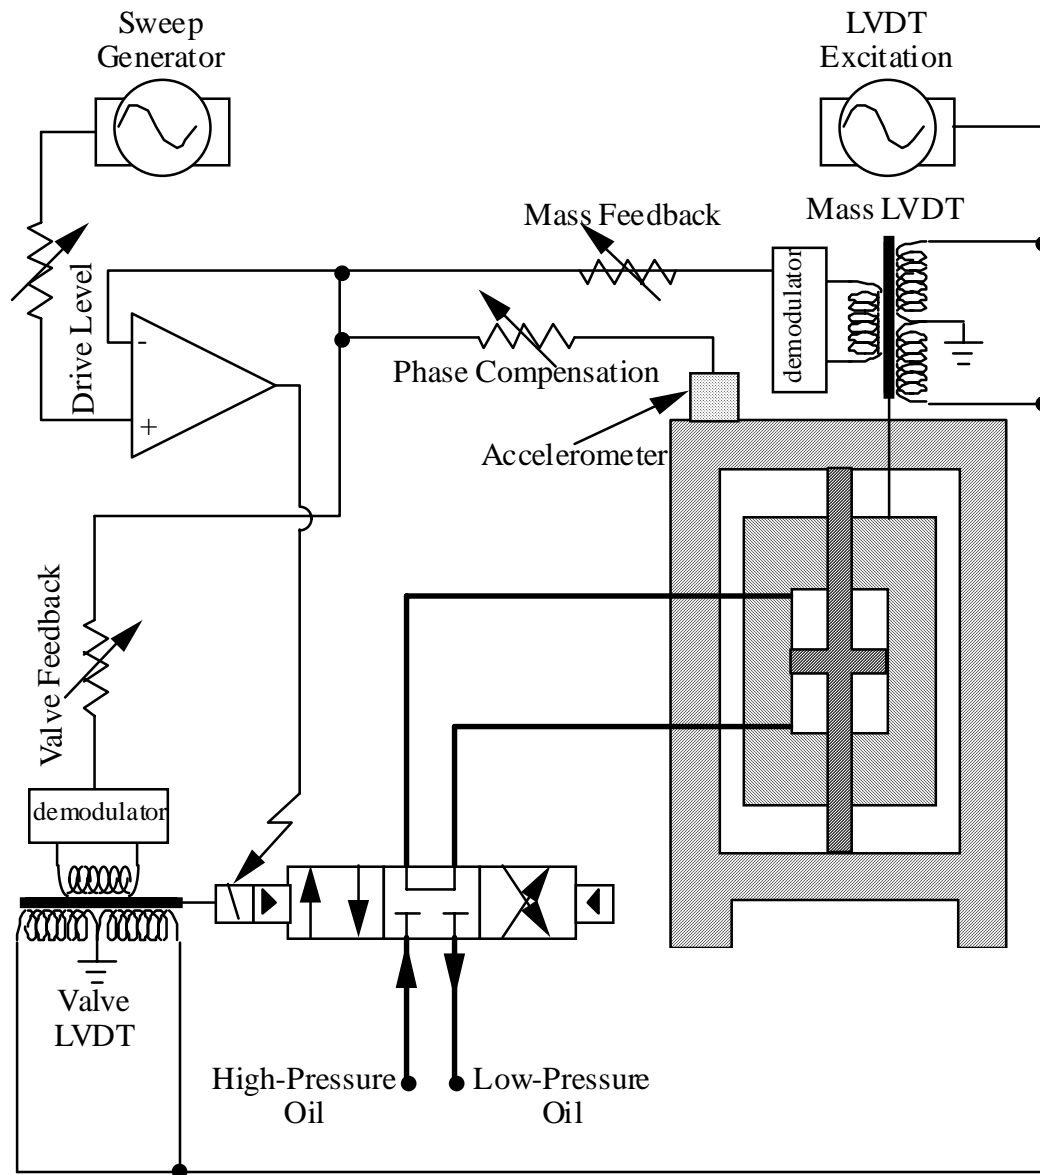 Sweep
Generator
LVDT
Excitation
Mass Feedback
Mass LVDT
demodulator
Drive Level
-
+
Phase Compensation
Accelerometer
Valve Feedback
demodulator
Valve
LVDT
High-Pressure
Oil
Low-Pressure
Oil